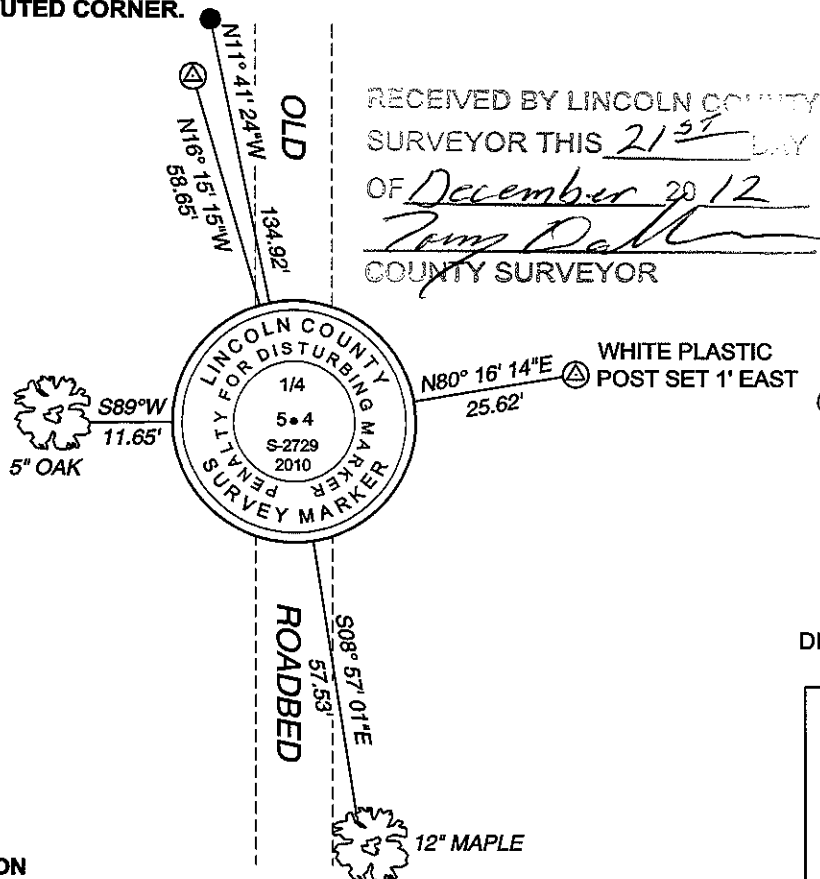 UTED CORNER.
N11° 41' 24"W
134.92'
N16° 15' 15"W
58.65'
OLD
RECEIVED BY LINCOLN COUNTY
SURVEYOR THIS 21ST DAY
OF December 20 12
COUNTY SURVEYOR
LINCOLN COUNTY
SURVEY MARKER
PENALTY FOR DISTURBING MARKER
1/4
5•4
S-2729
2010
N80° 16' 14"E
25.62'
WHITE PLASTIC
POST SET 1' EAST
S89°W
11.65'
5" OAK
ROADBED
S08° 57' 01"E
57.53'
12" MAPLE
DI
ON